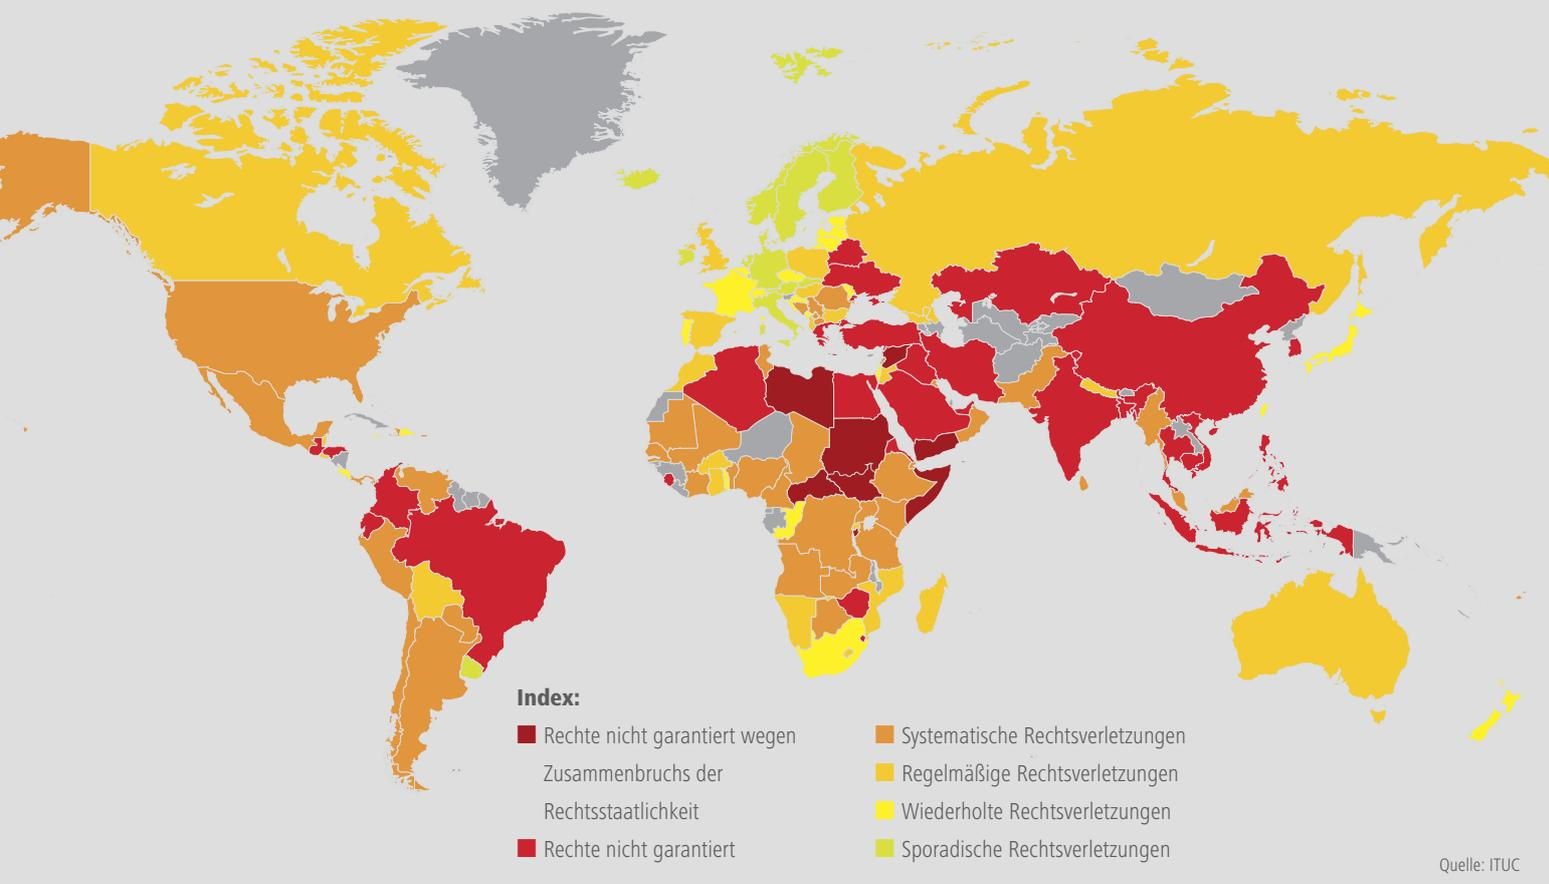 Index:
Rechte nicht garantiert wegen
Zusammenbruchs der
Rechtsstaatlichkeit
Rechte nicht garantiert
Systematische Rechtsverletzungen
Regelmäßige Rechtsverletzungen
Wiederholte Rechtsverletzungen
Sporadische Rechtsverletzungen
Quelle: ITUC